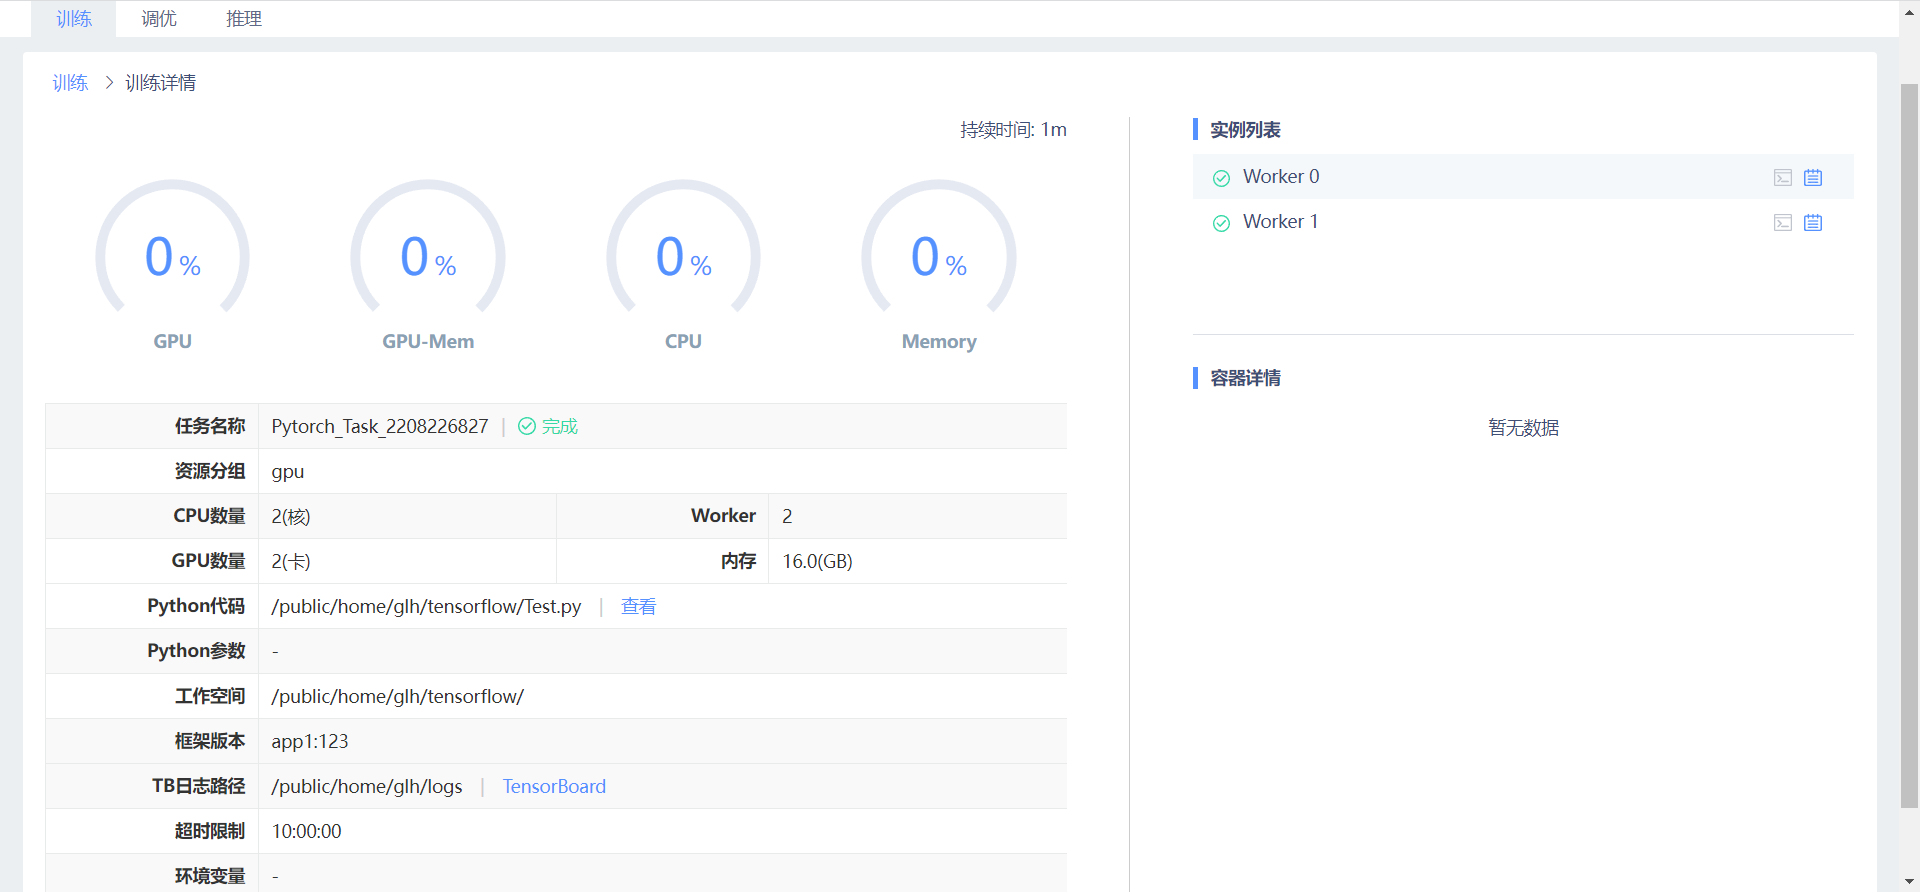 训练 调优 推理
训练 > 训练详情
持续时间: 1m
0 % 0 % 0 % 0 %
GPU GPU-Mem CPU Memory
任务名称 Pytorch_Task_2208226827 | 完成
资源分组 gpu
CPU数量 2(核) Worker 2
GPU数量 2(卡) 内存 16.0(GB)
Python代码 /public/home/glh/tensorflow/Test.py | 查看
Python参数 -
工作空间 /public/home/glh/tensorflow/
框架版本 app1:123
TB日志路径 /public/home/glh/logs | TensorBoard
超时限制 10:00:00
环境变量 -
实例列表
Worker 0
Worker 1
容器详情
暂无数据